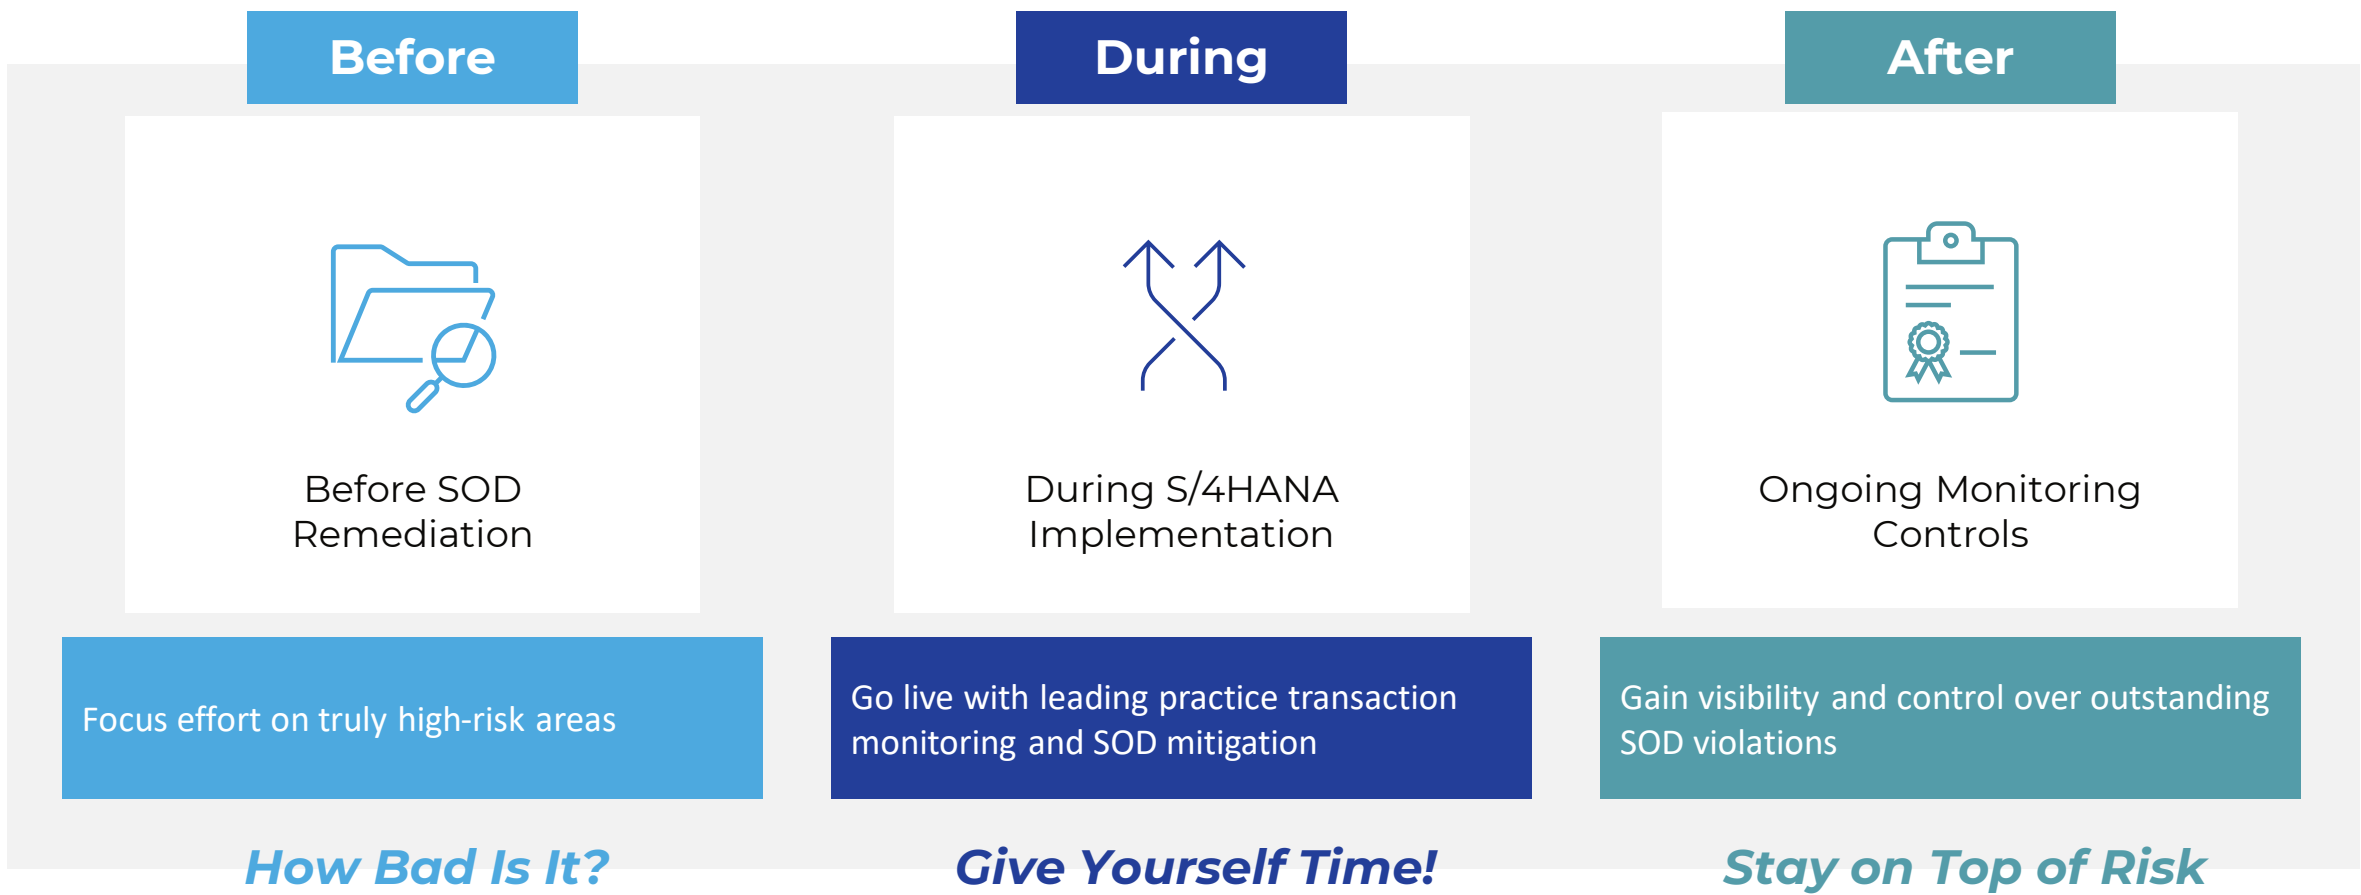 Before
Before SOD
Remediation
Focus effort on truly high-risk areas
How Bad Is It?
During
During S/4HANA
Implementation
Go live with leading practice transaction
monitoring and SOD mitigation
Give Yourself Time!
After
Ongoing Monitoring
Controls
Gain visibility and control over outstanding
SOD violations
Stay on Top of Risk